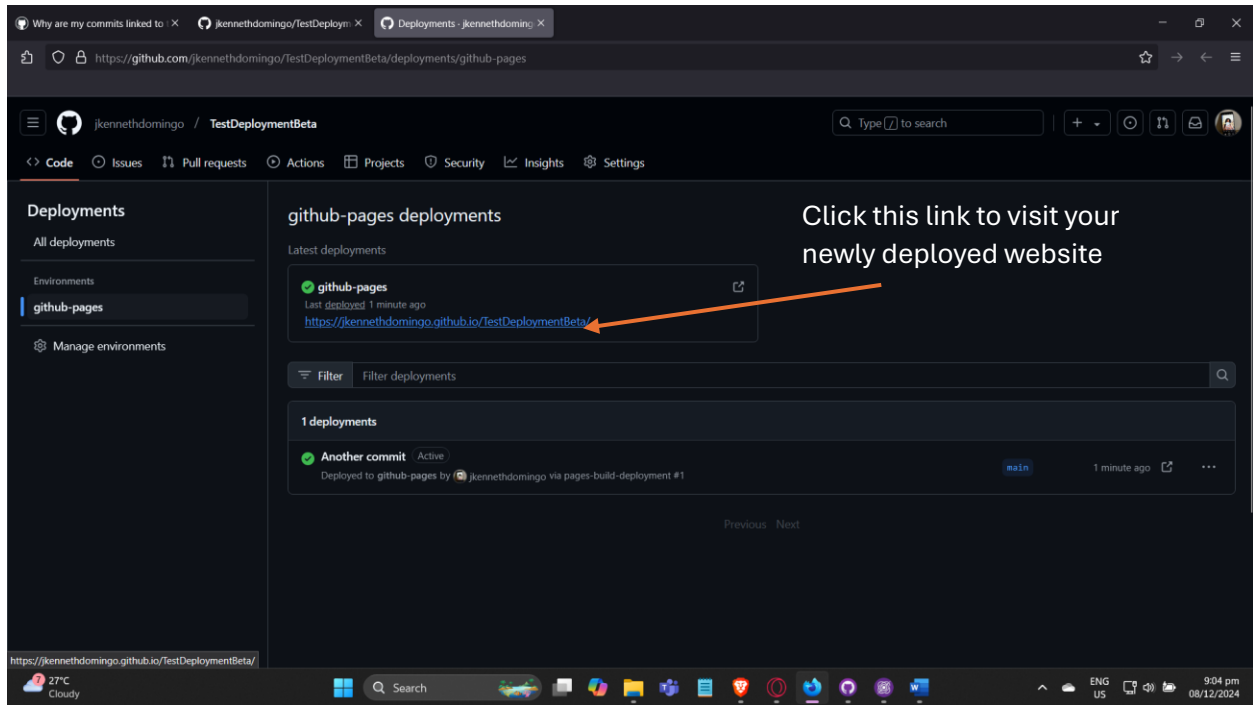 Why are my commits linked to t
jkennethdomingo/TestDeploym
Deployments · jkennethdoming
https://github.com/jkennethdomingo/TestDeploymentBeta/deployments/github-pages
jkennethdomingo / TestDeploymentBeta
Type / to search
Code Issues Pull requests Actions Projects Security Insights Settings
Deployments
All deployments
Environments
github-pages
Manage environments
github-pages deployments
Latest deployments
github-pages
Last deployed 1 minute ago
https://jkennethdomingo.github.io/TestDeploymentBeta/
Click this link to visit your
newly deployed website
Filter Filter deployments
1 deployments
Another commit Active
Deployed to github-pages by jkennethdomingo via pages-build-deployment #1
main 1 minute ago
Previous Next
https://jkennethdomingo.github.io/TestDeploymentBeta/
7
27°C
Cloudy
Search
ENG
US
9:04 pm
08/12/2024